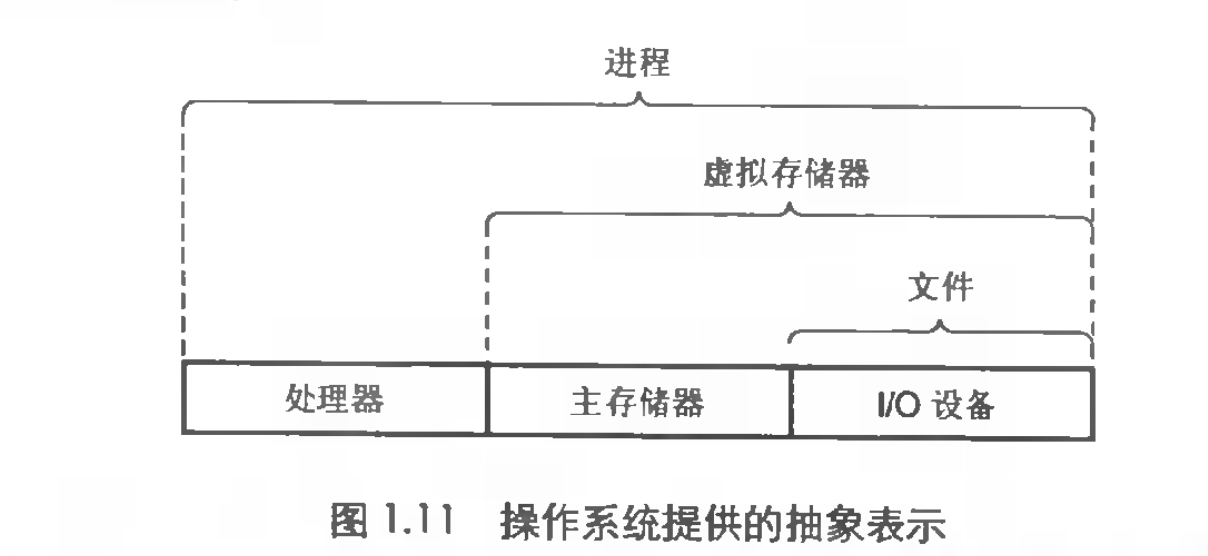 进程
虚拟存储器
文件
处理器 主存储器 I/O 设备
图 1.11 操作系统提供的抽象表示